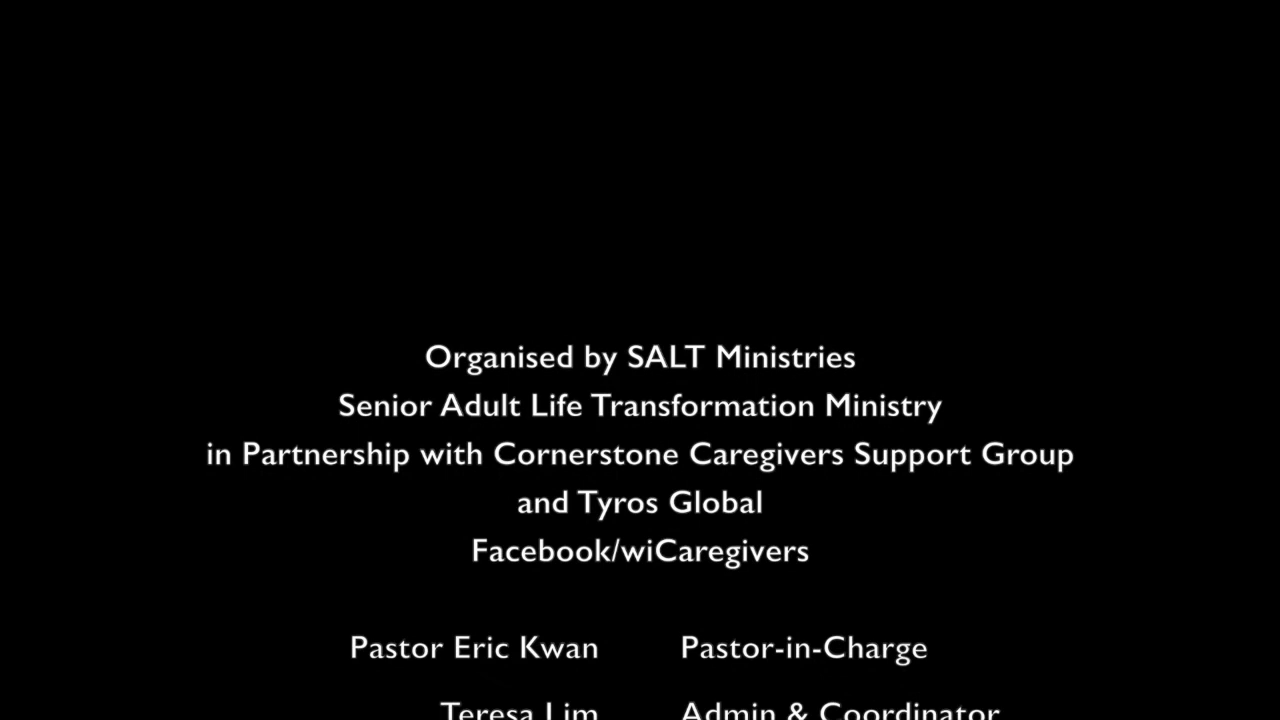 Organised by SALT Ministries
Senior Adult Life Transformation Ministry
in Partnership with Cornerstone Caregivers Support Group
and Tyros Global
Facebook/wiCaregivers
Pastor Eric Kwan Pastor-in-Charge
Teresa Lim Admin & Coordinator